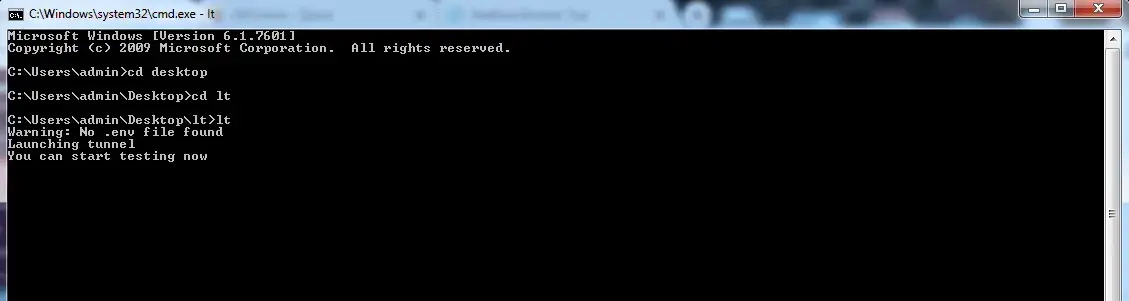 C:\Windows\system32\cmd.exe - lt
Microsoft Windows [Version 6.1.7601]
Copyright (c) 2009 Microsoft Corporation.  All rights reserved.
C:\Users\admin>cd desktop
C:\Users\admin\Desktop>cd lt
C:\Users\admin\Desktop\lt>lt
Warning: No .env file found
Launching tunnel
You can start testing now